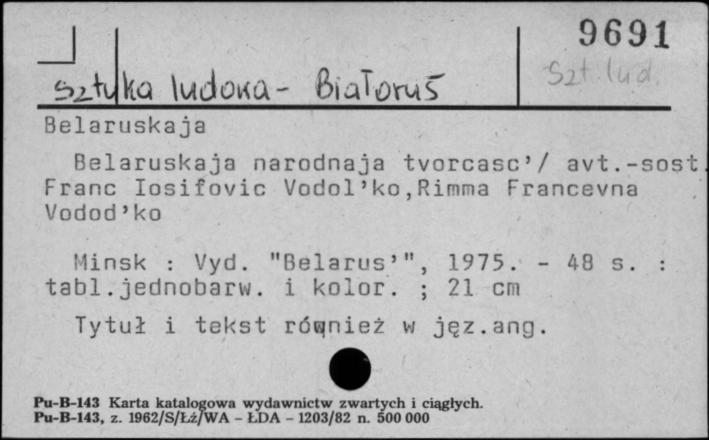 9691
Szt. lud.
Sztuka ludowa - Białoruś
Belaruskaja
Belaruskaja narodnaja tvorcasc’/ avt.-sost.
Franc Iosifovic Vodol’ko,Rimma Francevna
Vodod’ko
Minsk : Vyd. "Belarus’", 1975. - 48 s. :
tabl.jednobarw. i kolor. ; 21 cm
Tytuł i tekst również w jęz.ang.
Pu-B-143 Karta katalogowa wydawnictw zwartych i ciągłych.
Pu-B-143, z. 1962/S/Łż/WA - ŁDA - 1203/82 n. 500 000